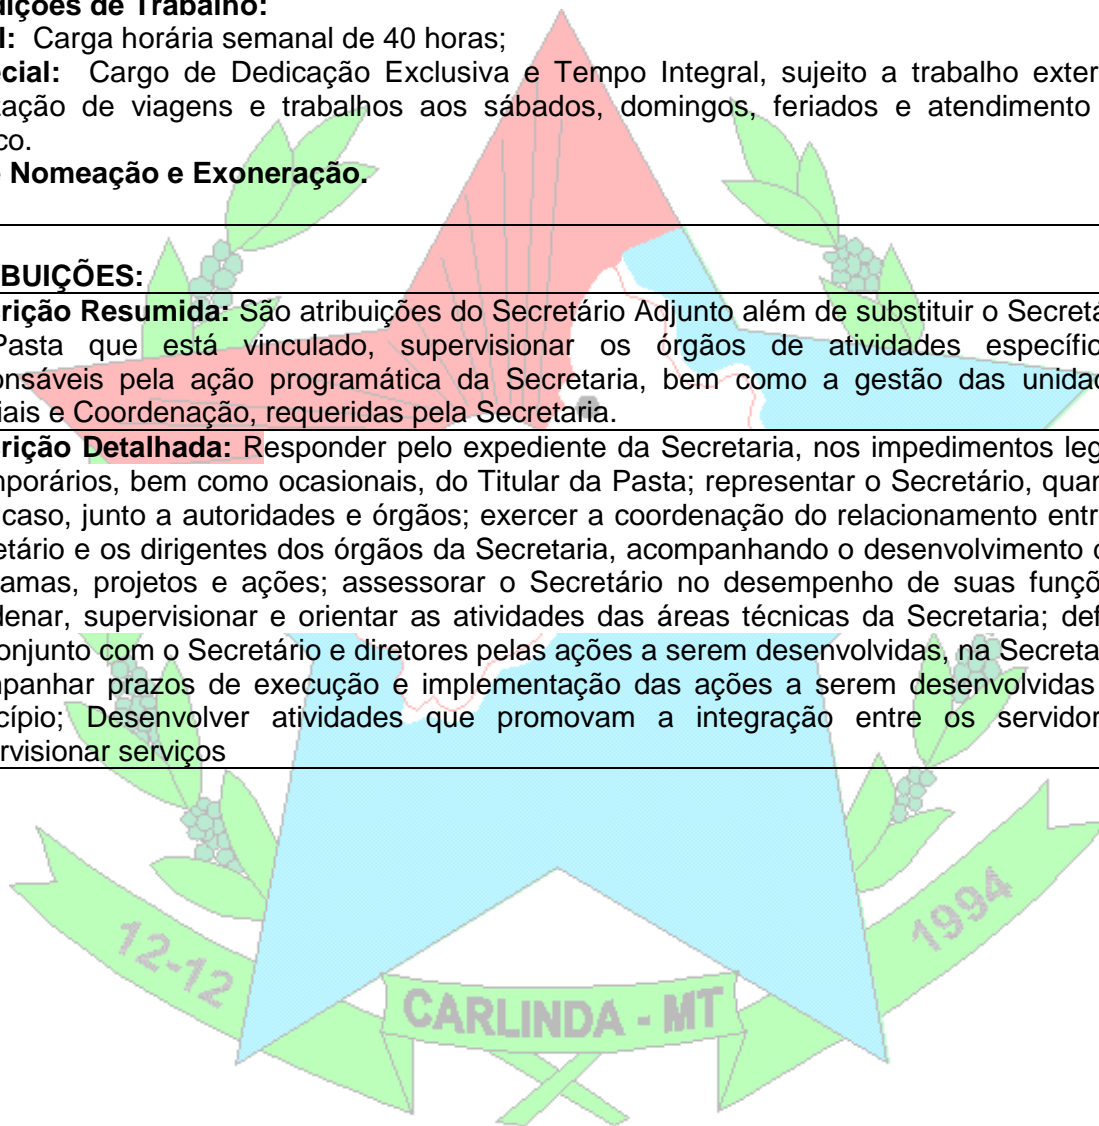 dições de Trabalho:
l: Carga horária semanal de 40 horas;
ecial: Cargo de Dedicação Exclusiva e Tempo Integral, sujeito a trabalho exter
zação de viagens e trabalhos aos sábados, domingos, feriados e atendimento
co.
e Nomeação e Exoneração.
BUIÇÕES:
rição Resumida: São atribuições do Secretário Adjunto além de substituir o Secretá
Pasta que está vinculado, supervisionar os órgãos de atividades específic
onsáveis pela ação programática da Secretaria, bem como a gestão das unidad
iais e Coordenação, requeridas pela Secretaria.
rição Detalhada: Responder pelo expediente da Secretaria, nos impedimentos leg
mporários, bem como ocasionais, do Titular da Pasta; representar o Secretário, quan
caso, junto a autoridades e órgãos; exercer a coordenação do relacionamento entr
etário e os dirigentes dos órgãos da Secretaria, acompanhando o desenvolvimento d
amas, projetos e ações; assessorar o Secretário no desempenho de suas funçõ
denar, supervisionar e orientar as atividades das áreas técnicas da Secretaria; def
onjunto com o Secretário e diretores pelas ações a serem desenvolvidas, na Secreta
mpanhar prazos de execução e implementação das ações a serem desenvolvidas
cípio; Desenvolver atividades que promovam a integração entre os servidor
rvisionar serviços
12-12
1994
CARLINDA - MT